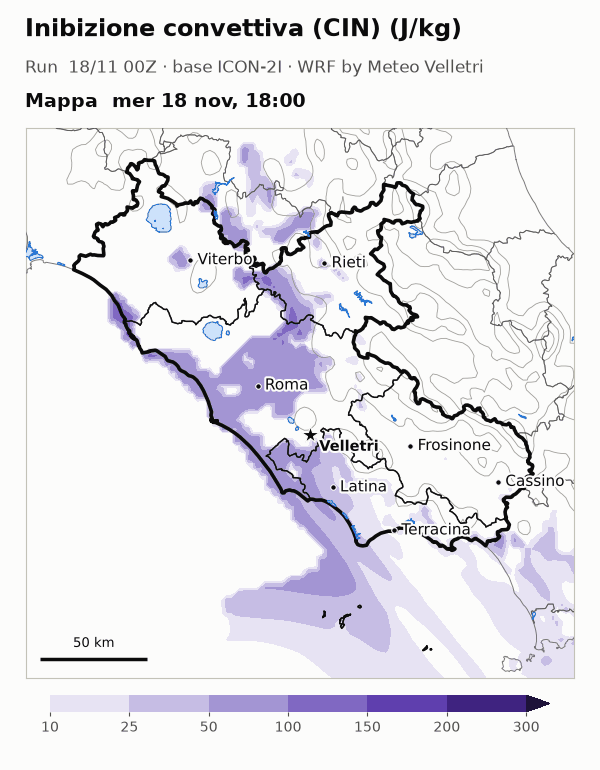 Inibizione convettiva (CIN) (J/kg)
Run  18/11 00Z · base ICON-2I · WRF by Meteo Velletri
Mappa  mer 18 nov, 18:00
Viterbo
Rieti
Roma
Velletri
Frosinone
Cassino
Latina
Terracina
50 km
10 25 50 100 150 200 300